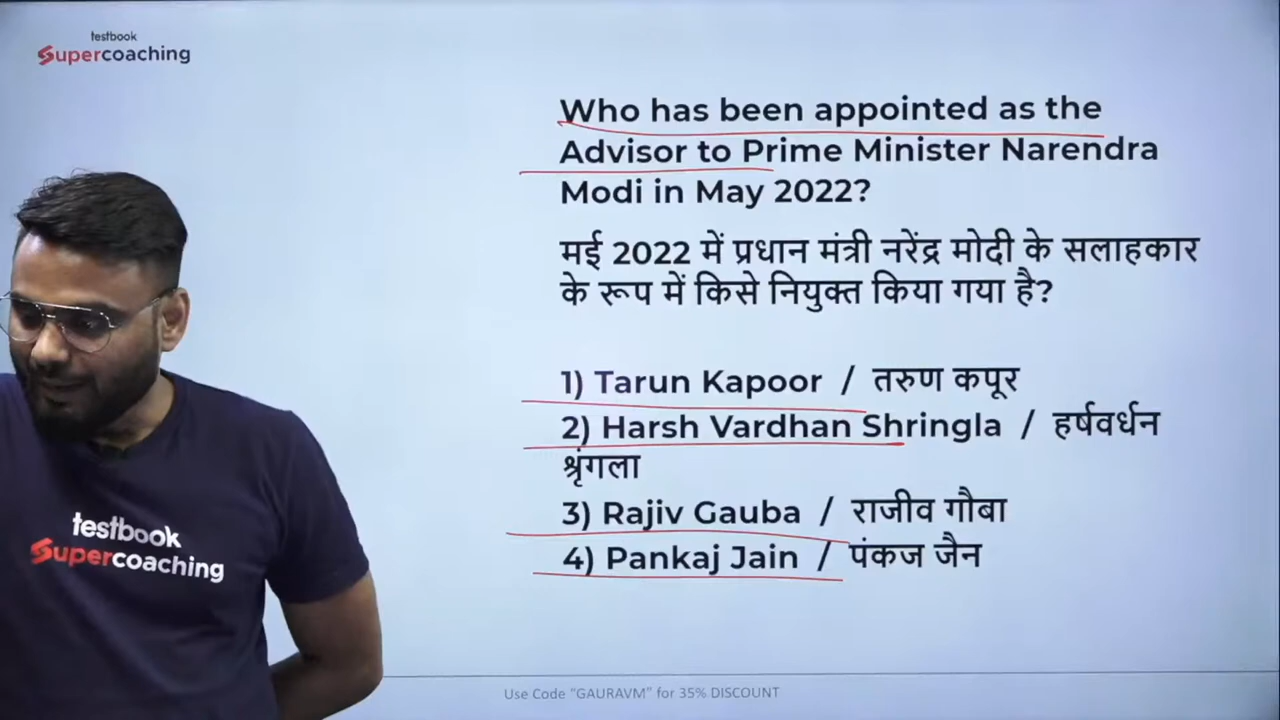 testbook
Supercoaching
Who has been appointed as the
Advisor to Prime Minister Narendra
Modi in May 2022?
मई 2022 में प्रधान मंत्री नरेंद्र मोदी के सलाहकार
के रूप में किसे नियुक्त किया गया है?
1) Tarun Kapoor / तरुण कपूर
2) Harsh Vardhan Shringla / हर्षवर्धन
श्रृंगला
3) Rajiv Gauba / राजीव गौबा
4) Pankaj Jain / पंकज जैन
testbook
Supercoaching
Use Code "GAURAVM" for 35% DISCOUNT